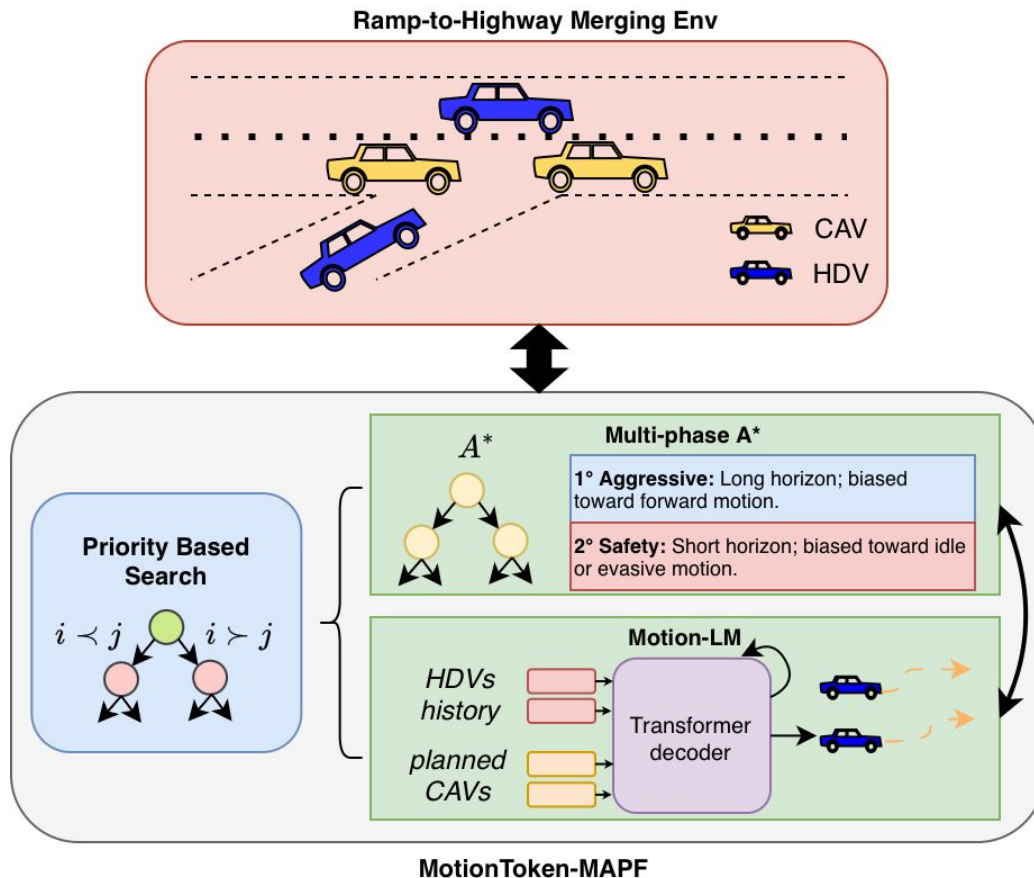 Ramp-to-Highway Merging Env
CAV
HDV
Multi-phase A*
A*
1° Aggressive: Long horizon; biased
toward forward motion.
2° Safety: Short horizon; biased toward idle
or evasive motion.
Priority Based
Search
i ≺ j
i ≻ j
Motion-LM
HDVs
history
planned
CAVs
Transformer
decoder
MotionToken-MAPF